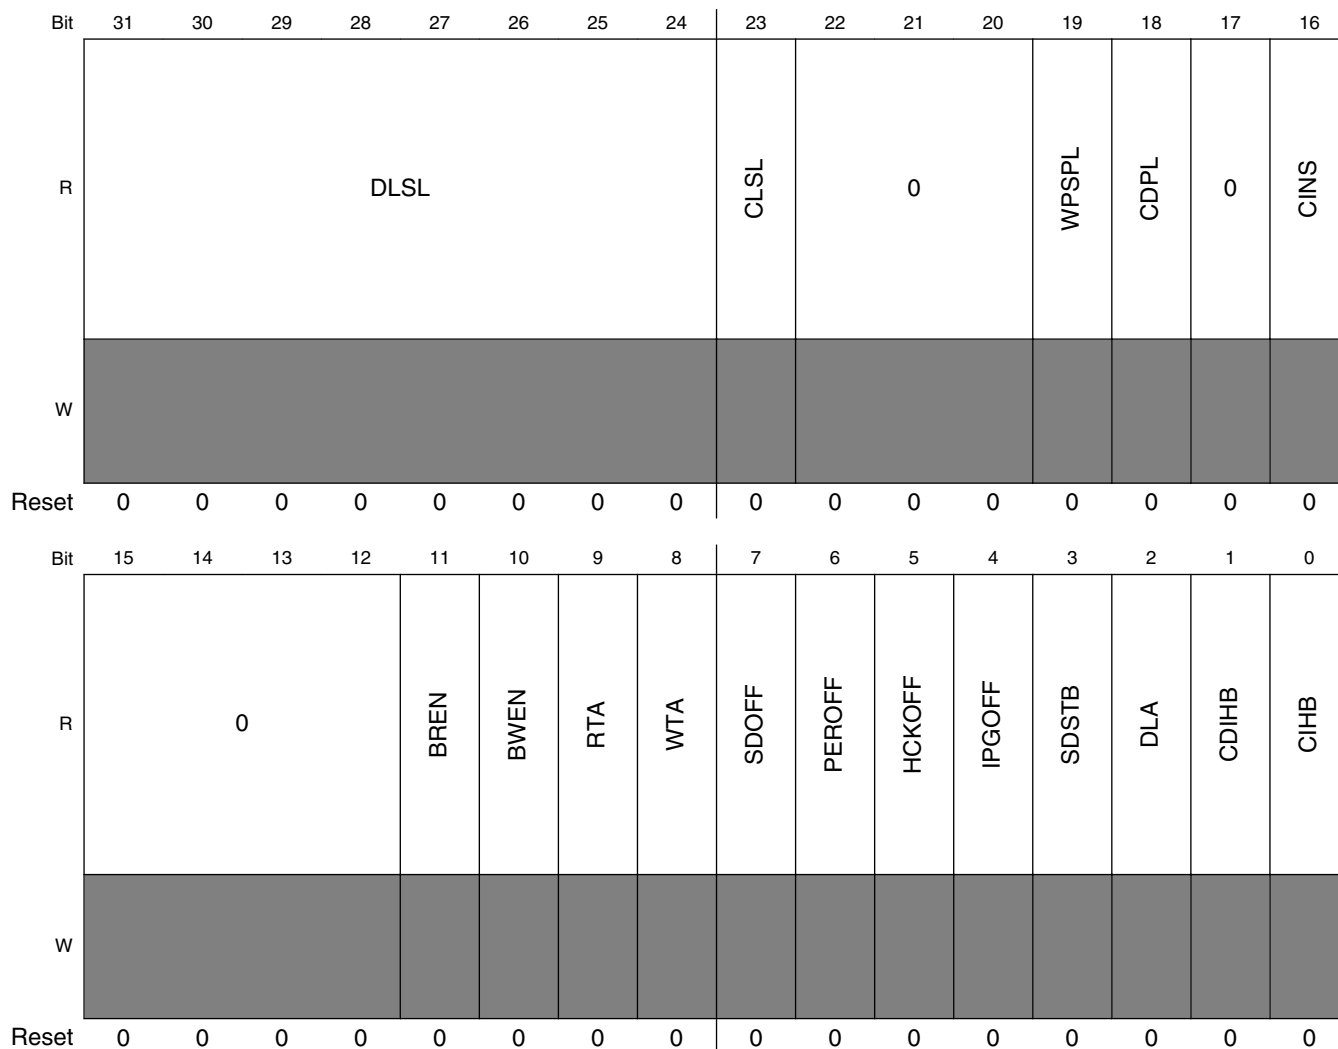 Bit 31 30 29 28 27 26 25 24 23 22 21 20 19 18 17 16
R DLSL CLSL 0 WPSPL CDPL 0 CINS
W
Reset 0 0 0 0 0 0 0 0 0 0 0 0 0 0 0 0
Bit 15 14 13 12 11 10 9 8 7 6 5 4 3 2 1 0
R 0 BREN BWEN RTA WTA SDOFF PEROFF HCKOFF IPGOFF SDSTB DLA CDIHB CIHB
W
Reset 0 0 0 0 0 0 0 0 0 0 0 0 0 0 0 0